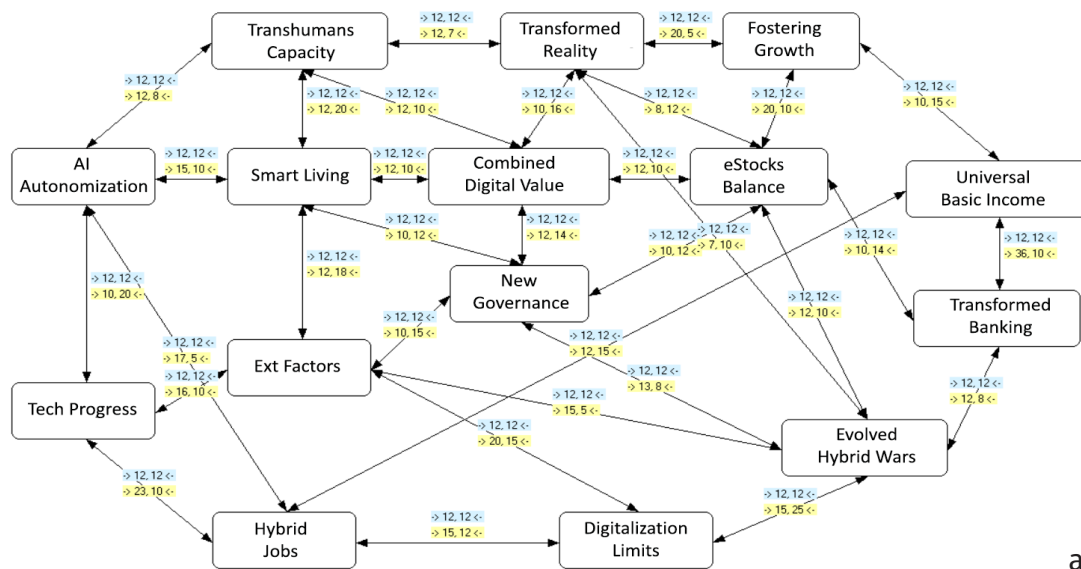 -> 12, 12 <-
-> 12, 7 <-
-> 12, 12 <-
-> 20, 5 <-
Transhumans
Capacity
Transformed
Reality
Fostering
Growth
-> 12, 12 <-
-> 12, 8 <-
-> 12, 12 <-
-> 12, 20 <-
-> 12, 12 <-
-> 12, 10 <-
-> 12, 12 <-
-> 10, 16 <-
-> 12, 12 <-
-> 8, 12 <-
-> 12, 12 <-
-> 20, 10 <-
-> 12, 12 <-
-> 10, 15 <-
AI
Autonomization
-> 12, 12 <-
-> 15, 10 <-
Smart Living
-> 12, 12 <-
-> 12, 10 <-
Combined
Digital Value
-> 12, 12 <-
-> 12, 10 <-
eStocks
Balance
Universal
Basic Income
-> 12, 12 <-
-> 10, 12 <-
-> 12, 12 <-
-> 12, 14 <-
-> 12, 12 <-
-> 10, 12 <-
-> 12, 12 <-
-> 7, 10 <-
-> 12, 12 <-
-> 10, 14 <-
-> 12, 12 <-
-> 36, 10 <-
-> 12, 12 <-
-> 10, 20 <-
-> 12, 12 <-
-> 12, 18 <-
New
Governance
-> 12, 12 <-
-> 12, 10 <-
Transformed
Banking
-> 12, 12 <-
-> 17, 5 <-
-> 12, 12 <-
-> 10, 15 <-
-> 12, 12 <-
-> 12, 15 <-
Ext Factors
-> 12, 12 <-
-> 16, 10 <-
-> 12, 12 <-
-> 13, 8 <-
-> 12, 12 <-
-> 12, 8 <-
Tech Progress
-> 12, 12 <-
-> 15, 5 <-
-> 12, 12 <-
-> 20, 15 <-
Evolved
Hybrid Wars
-> 12, 12 <-
-> 23, 10 <-
-> 12, 12 <-
-> 15, 25 <-
Hybrid
Jobs
-> 12, 12 <-
-> 15, 12 <-
Digitalization
Limits
a